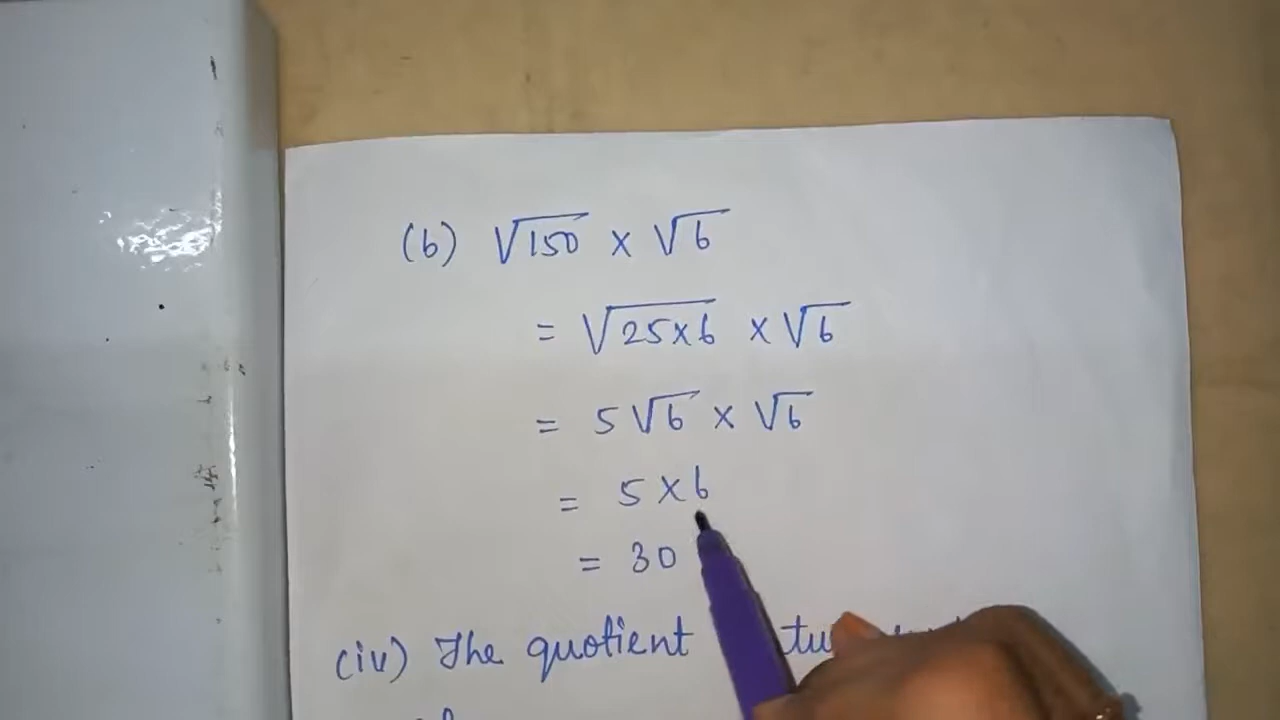 (b) √150 × √6
= √25×6 × √6
= 5√6 × √6
= 5×6
= 30
(iv) The quotient